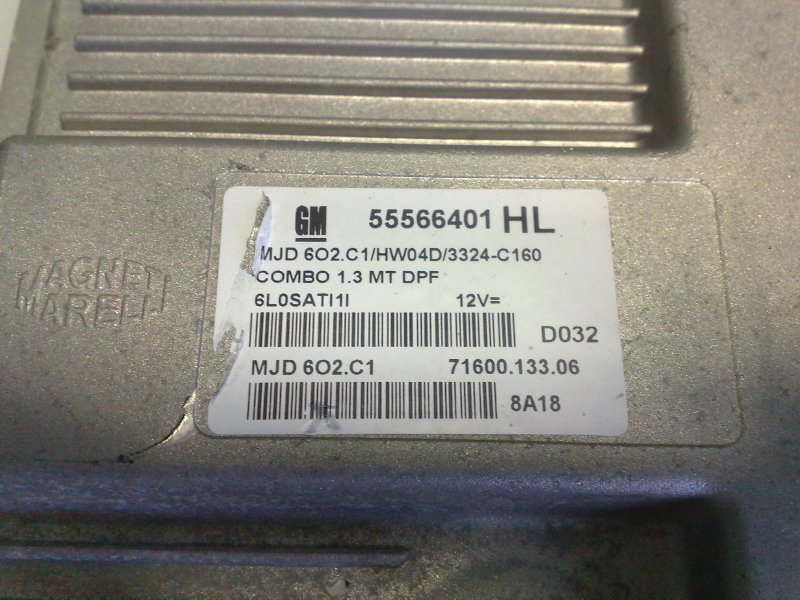 MAGNETI
MARELLI
GM 55566401 HL
MJD 6O2.C1/HW04D/3324-C160
COMBO 1.3 MT DPF
6L0SATI1I 12V=
D032
MJD 6O2.C1 71600.133.06
8A18